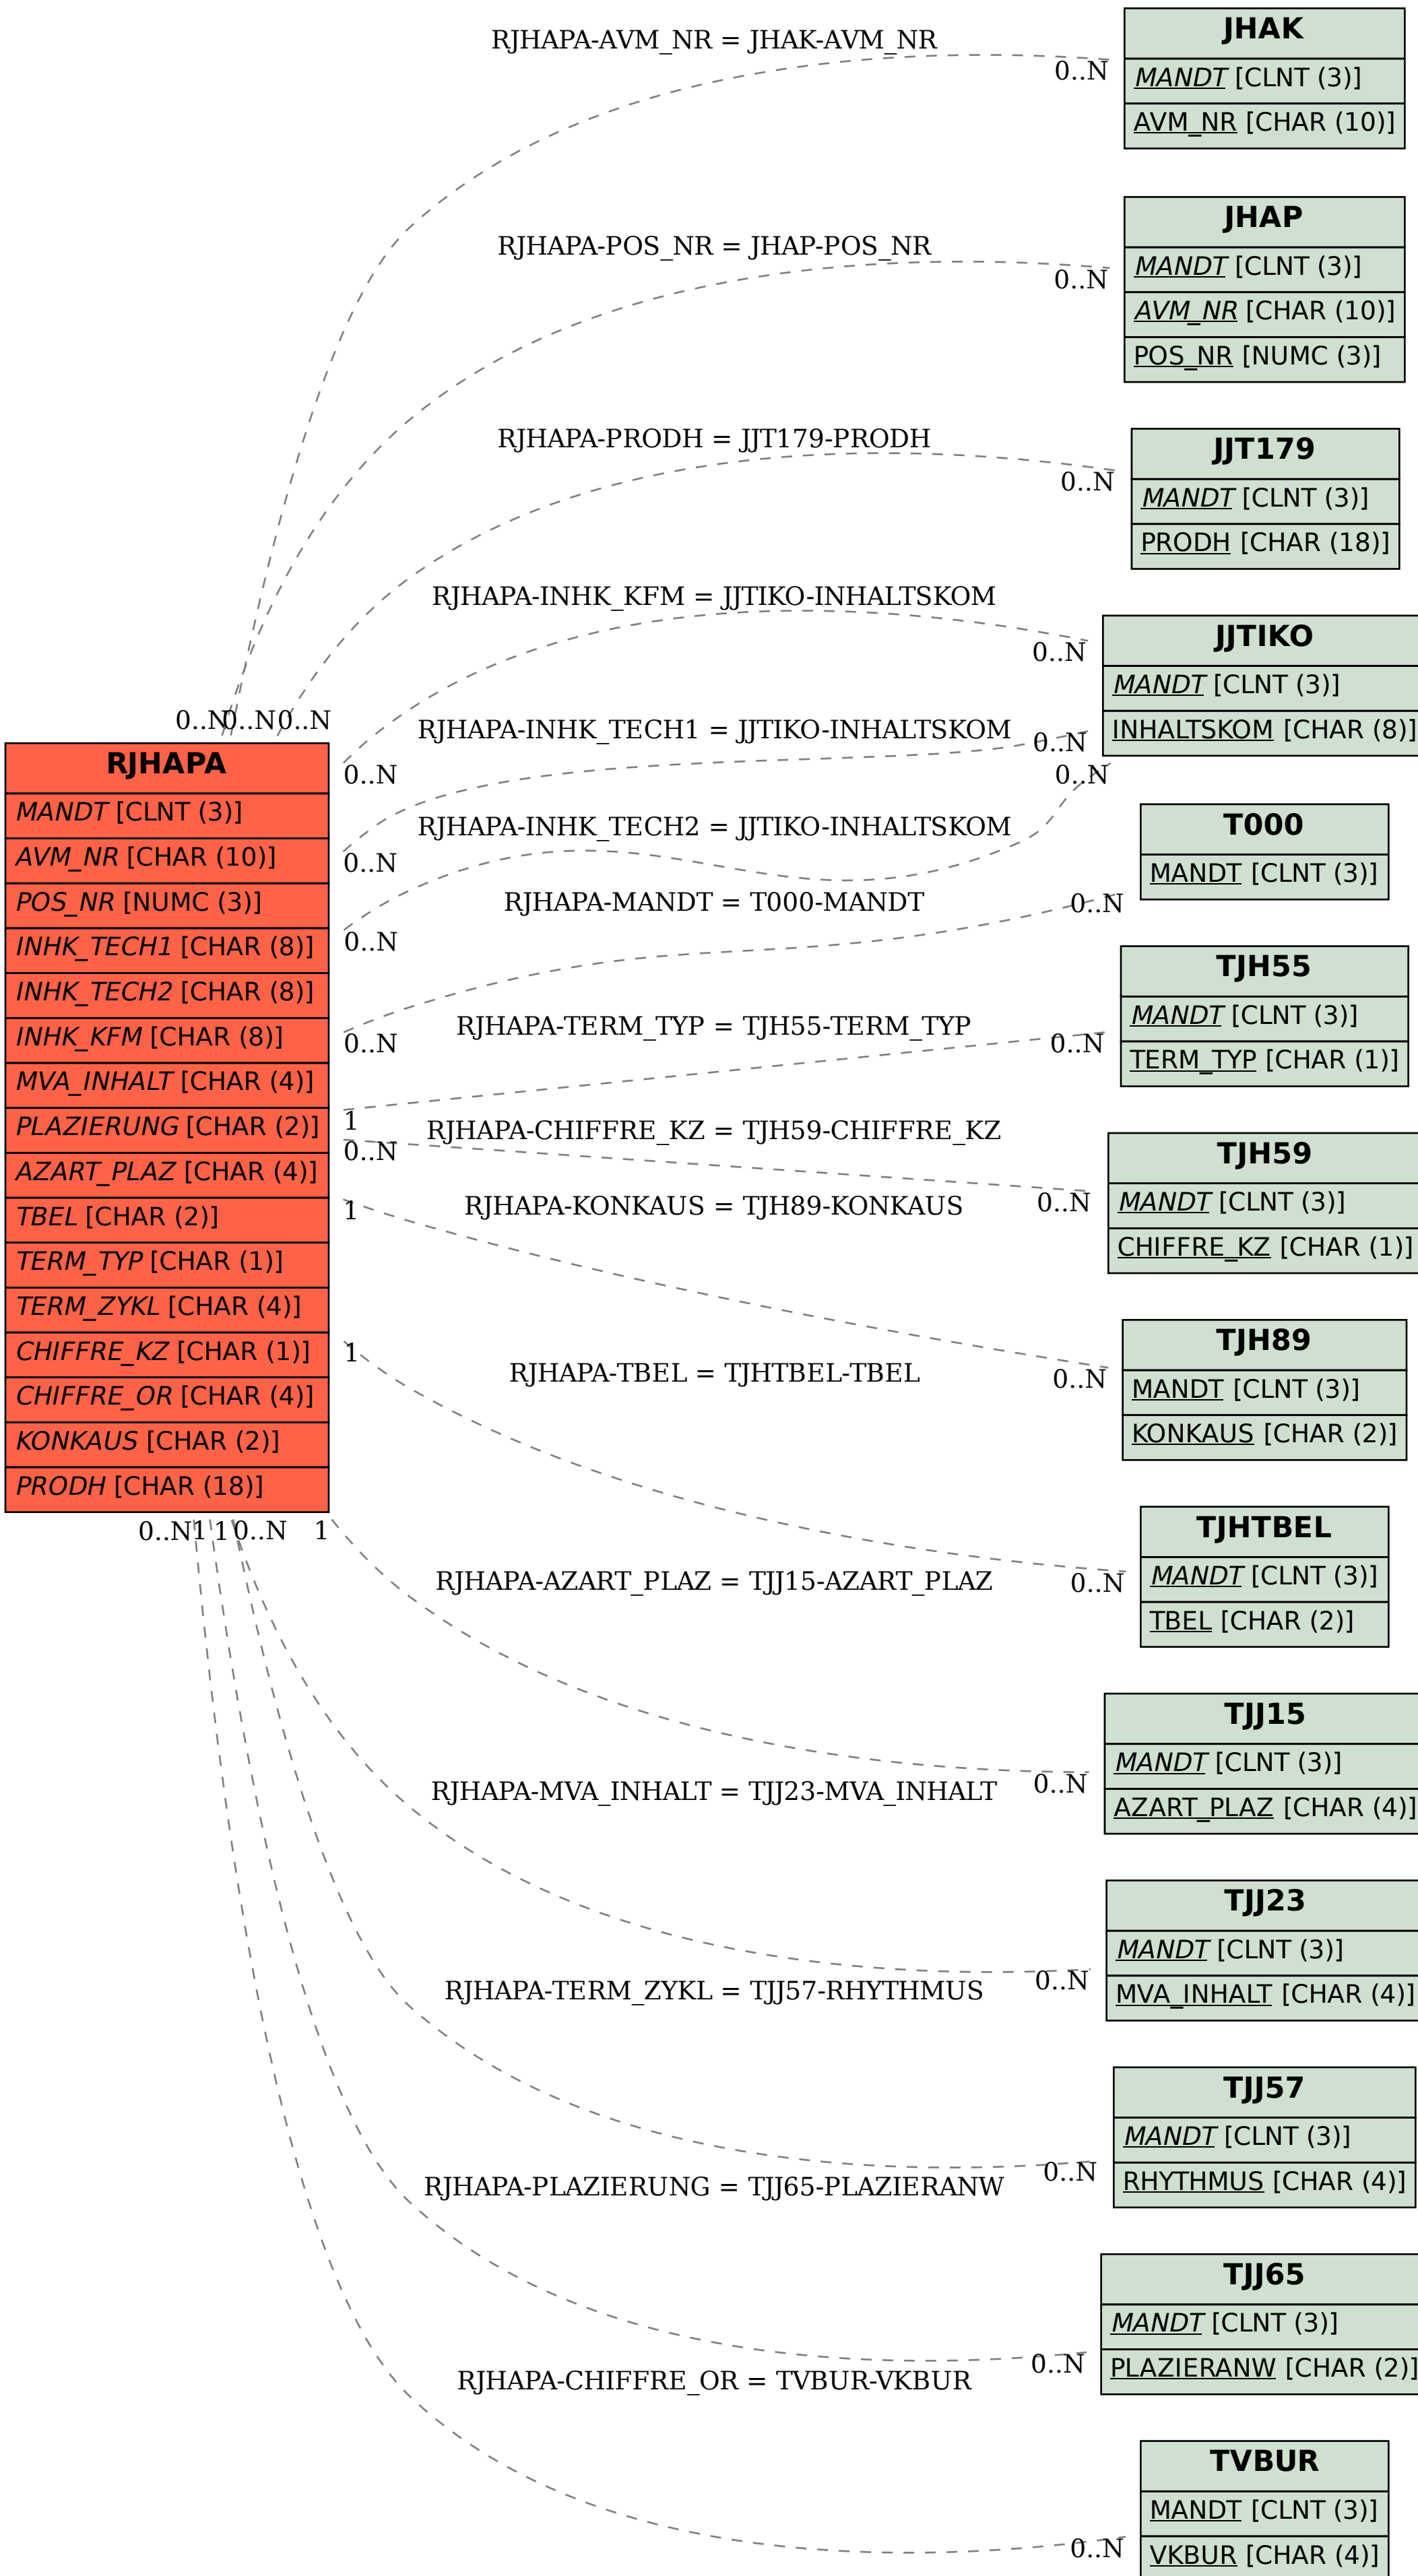 RJHAPA-AVM_NR = JHAK-AVM_NR
0..N
JHAK
MANDT [CLNT (3)]
AVM_NR [CHAR (10)]
RJHAPA-POS_NR = JHAP-POS_NR
0..N
JHAP
MANDT [CLNT (3)]
AVM_NR [CHAR (10)]
POS_NR [NUMC (3)]
RJHAPA-PRODH = JJT179-PRODH
0..N
JJT179
MANDT [CLNT (3)]
PRODH [CHAR (18)]
RJHAPA-INHK_KFM = JJTIKO-INHALTSKOM
0..N
JJTIKO
MANDT [CLNT (3)]
INHALTSKOM [CHAR (8)]
RJHAPA-INHK_TECH1 = JJTIKO-INHALTSKOM
0..N
0..N
RJHAPA-INHK_TECH2 = JJTIKO-INHALTSKOM
0..N 0..N 0..N
RJHAPA
MANDT [CLNT (3)]
AVM_NR [CHAR (10)]
POS_NR [NUMC (3)]
INHK_TECH1 [CHAR (8)]
INHK_TECH2 [CHAR (8)]
INHK_KFM [CHAR (8)]
MVA_INHALT [CHAR (4)]
PLAZIERUNG [CHAR (2)]
AZART_PLAZ [CHAR (4)]
TBEL [CHAR (2)]
TERM_TYP [CHAR (1)]
TERM_ZYKL [CHAR (4)]
CHIFFRE_KZ [CHAR (1)]
CHIFFRE_OR [CHAR (4)]
KONKAUS [CHAR (2)]
PRODH [CHAR (18)]
0..N
0..N
0..N
0..N
1
0..N
1
1
0..N 1 1 0..N 1
T000
MANDT [CLNT (3)]
RJHAPA-MANDT = T000-MANDT
0..N
TJH55
MANDT [CLNT (3)]
TERM_TYP [CHAR (1)]
RJHAPA-TERM_TYP = TJH55-TERM_TYP
0..N
RJHAPA-CHIFFRE_KZ = TJH59-CHIFFRE_KZ
0..N
TJH59
MANDT [CLNT (3)]
CHIFFRE_KZ [CHAR (1)]
RJHAPA-KONKAUS = TJH89-KONKAUS
0..N
TJH89
MANDT [CLNT (3)]
KONKAUS [CHAR (2)]
RJHAPA-TBEL = TJHTBEL-TBEL
0..N
TJHTBEL
MANDT [CLNT (3)]
TBEL [CHAR (2)]
RJHAPA-AZART_PLAZ = TJJ15-AZART_PLAZ
0..N
TJJ15
MANDT [CLNT (3)]
AZART_PLAZ [CHAR (4)]
RJHAPA-MVA_INHALT = TJJ23-MVA_INHALT
0..N
TJJ23
MANDT [CLNT (3)]
MVA_INHALT [CHAR (4)]
RJHAPA-TERM_ZYKL = TJJ57-RHYTHMUS
0..N
TJJ57
MANDT [CLNT (3)]
RHYTHMUS [CHAR (4)]
RJHAPA-PLAZIERUNG = TJJ65-PLAZIERANW
0..N
TJJ65
MANDT [CLNT (3)]
PLAZIERANW [CHAR (2)]
RJHAPA-CHIFFRE_OR = TVBUR-VKBUR
0..N
TVBUR
MANDT [CLNT (3)]
VKBUR [CHAR (4)]